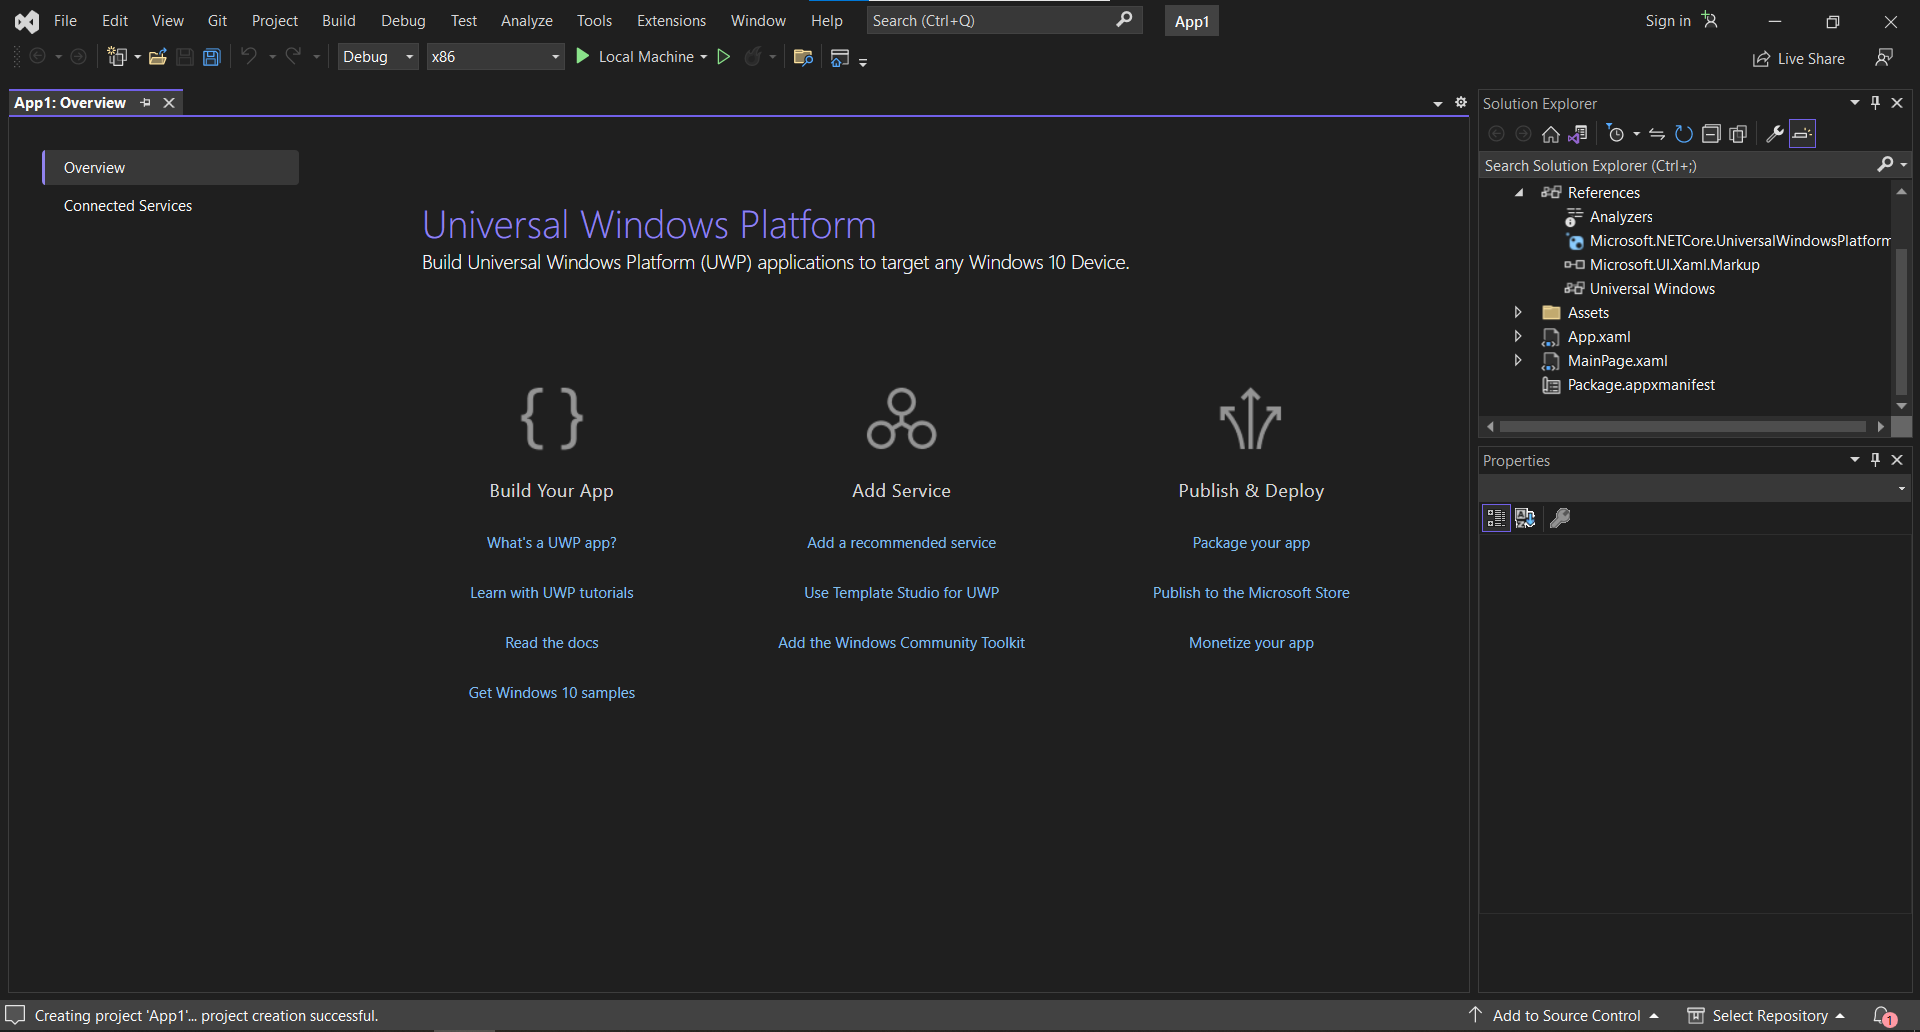 File Edit View Git Project Build Debug Test Analyze Tools Extensions Window Help Search (Ctrl+Q) App1 Sign in
Debug x86 Local Machine Live Share
App1: Overview
Overview
Connected Services
Universal Windows Platform
Build Universal Windows Platform (UWP) applications to target any Windows 10 Device.
Build Your App
What's a UWP app?
Learn with UWP tutorials
Read the docs
Get Windows 10 samples
Add Service
Add a recommended service
Use Template Studio for UWP
Add the Windows Community Toolkit
Publish & Deploy
Package your app
Publish to the Microsoft Store
Monetize your app
Solution Explorer
Search Solution Explorer (Ctrl+;)
References
Analyzers
Microsoft.NETCore.UniversalWindowsPlatform
Microsoft.UI.Xaml.Markup
Universal Windows
Assets
App.xaml
MainPage.xaml
Package.appxmanifest
Properties
Creating project 'App1'... project creation successful.
Add to Source Control Select Repository 1